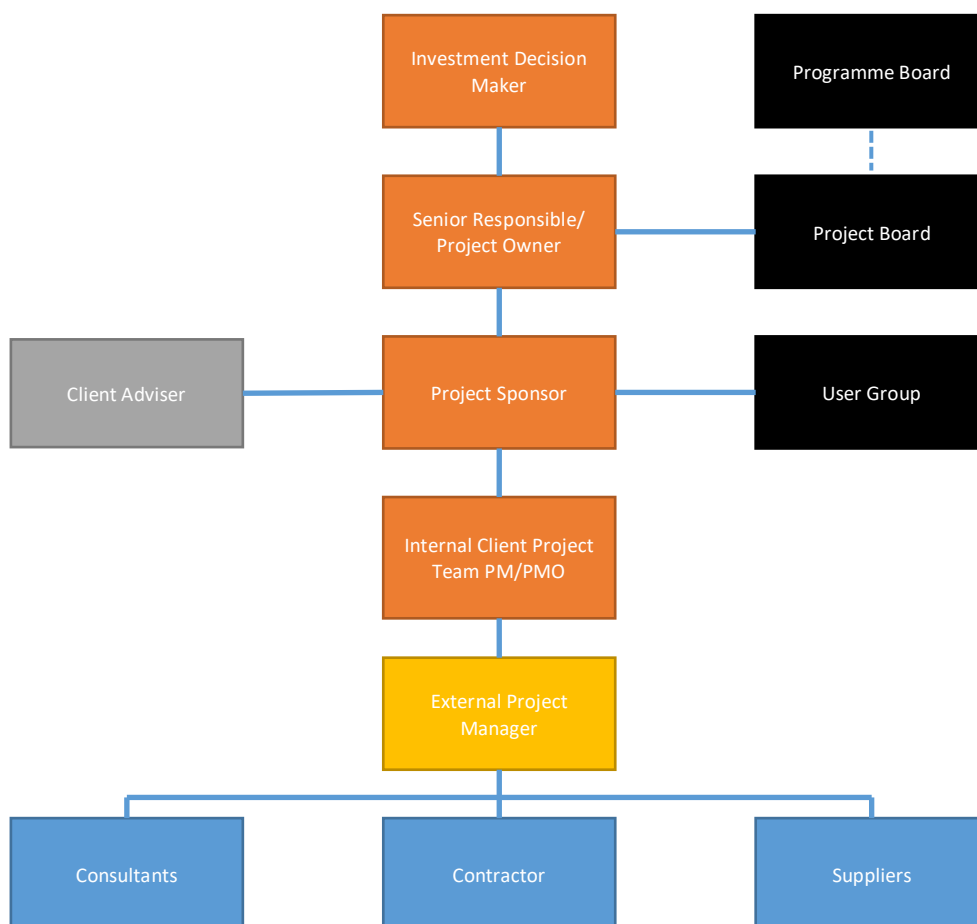 Investment Decision
Maker
Programme Board
Senior Responsible/
Project Owner
Project Board
Client Adviser
Project Sponsor
User Group
Internal Client Project
Team PM/PMO
External Project
Manager
Consultants
Contractor
Suppliers